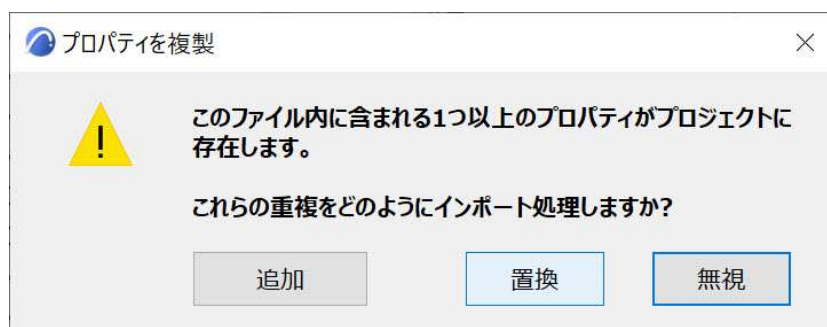 プロパティを複製
このファイル内に含まれる1つ以上のプロパティがプロジェクトに
存在します。
これらの重複をどのようにインポート処理しますか?
追加
置換
無視